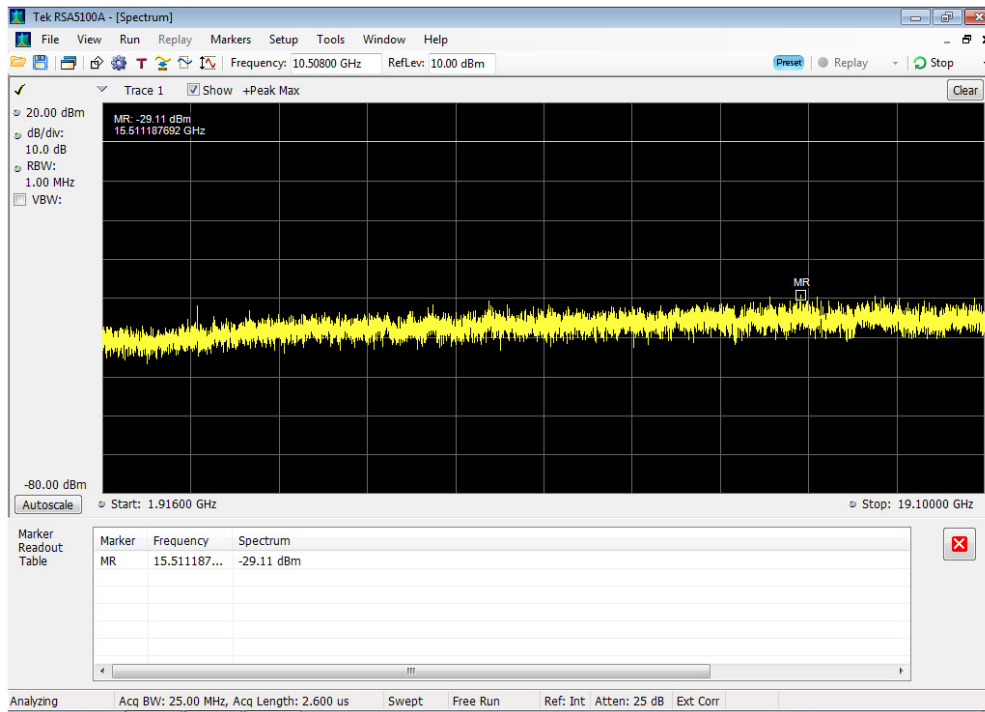 Tek RSA5100A - [Spectrum]
File View Run Replay Markers Setup Tools Window Help
T Frequency: 10.50800 GHz RefLev: 10.00 dBm Preset Replay Stop
Trace 1 Show +Peak Max Clear
20.00 dBm
dB/div:
10.0 dB
RBW:
1.00 MHz
VBW:
MR: -29.11 dBm
15.511187692 GHz
MR
-80.00 dBm
Autoscale Start: 1.91600 GHz Stop: 19.10000 GHz
Marker
Readout
Table
Marker Frequency Spectrum
MR 15.511187... -29.11 dBm
Analyzing Acq BW: 25.00 MHz, Acq Length: 2.600 us Swept Free Run Ref: Int Atten: 25 dB Ext Corr